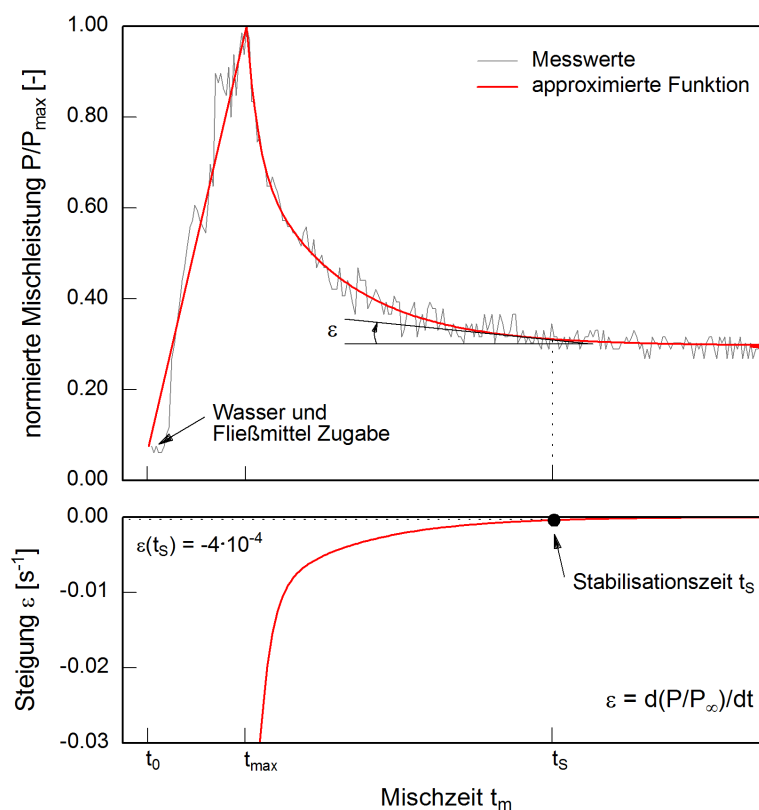 1.00
0.80
0.60
0.40
0.20
0.00
normierte Mischleistung P/Pmax [-]
Messwerte
approximierte Funktion
ε
Wasser und
Fließmittel Zugabe
0.00
-0.01
-0.02
-0.03
Steigung ε [s⁻¹]
ε(tS) = -4·10⁻⁴
Stabilisationszeit tS
ε = d(P/P∞)/dt
t0
tmax
tS
Mischzeit tm